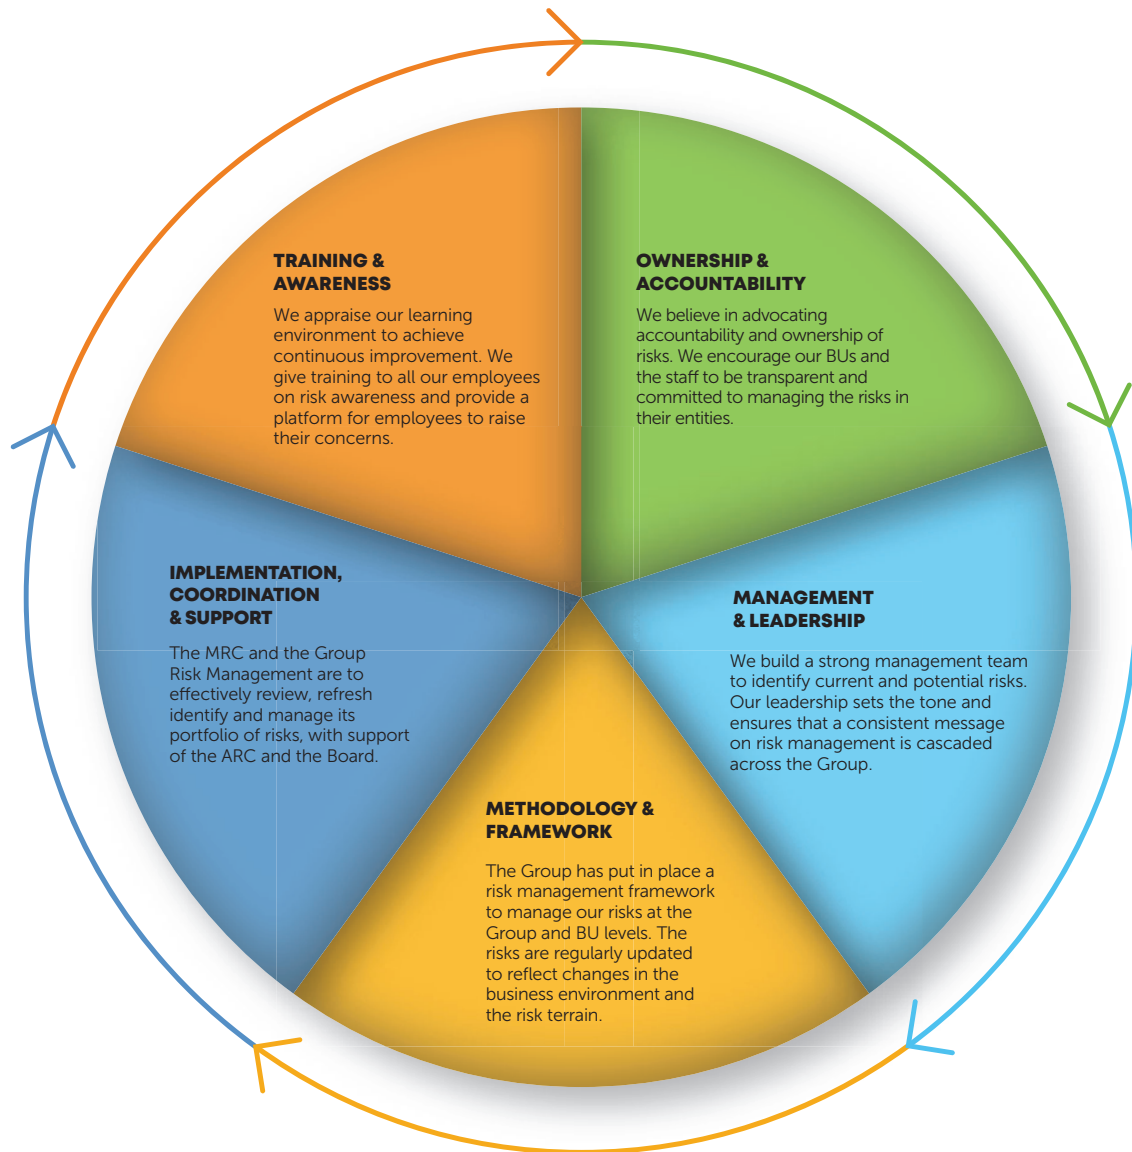 TRAINING &
AWARENESS
We appraise our learning
environment to achieve
continuous improvement. We
give training to all our employees
on risk awareness and provide a
platform for employees to raise
their concerns.
OWNERSHIP &
ACCOUNTABILITY
We believe in advocating
accountability and ownership of
risks. We encourage our BUs and
the staff to be transparent and
committed to managing the risks in
their entities.
IMPLEMENTATION,
COORDINATION
& SUPPORT
The MRC and the Group
Risk Management are to
effectively review, refresh
identify and manage its
portfolio of risks, with support
of the ARC and the Board.
MANAGEMENT
& LEADERSHIP
We build a strong management team
to identify current and potential risks.
Our leadership sets the tone and
ensures that a consistent message
on risk management is cascaded
across the Group.
METHODOLOGY &
FRAMEWORK
The Group has put in place a
risk management framework
to manage our risks at the
Group and BU levels. The
risks are regularly updated
to reflect changes in the
business environment and
the risk terrain.